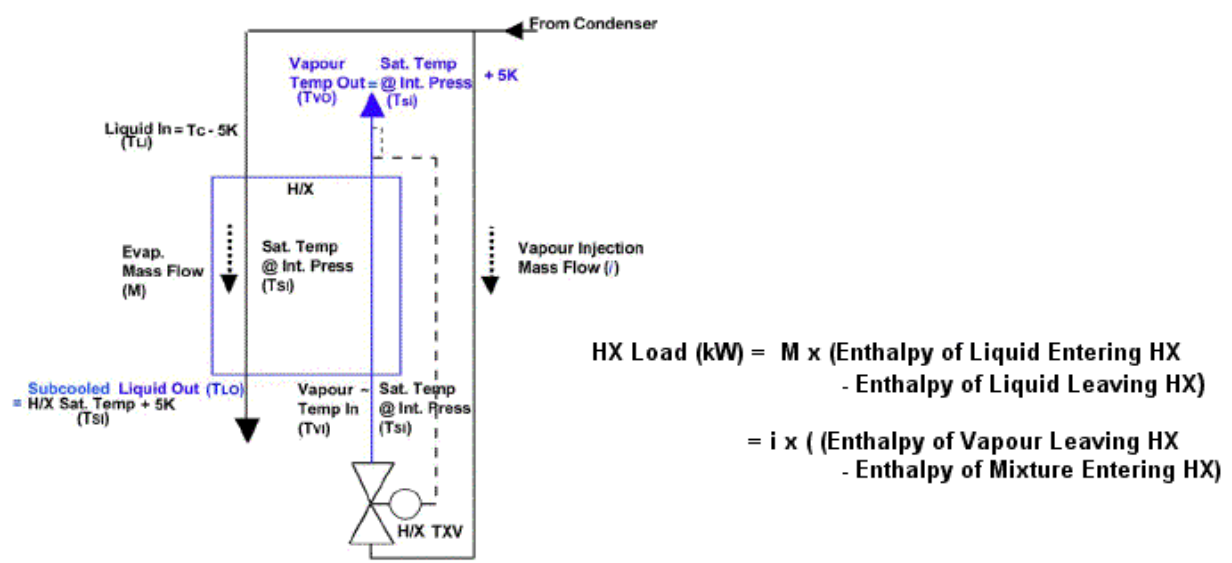 From Condenser
Vapour Sat. Temp
Temp Out = @ Int. Press + 5K
(TVO) (TSI)
Liquid In = TC - 5K
(TLI)
H/X
Evap.
Mass Flow
(M)
Sat. Temp
@ Int. Press
(TSI)
Vapour Injection
Mass Flow (i)
HX Load (kW) = M x (Enthalpy of Liquid Entering HX
- Enthalpy of Liquid Leaving HX)
= i x ( (Enthalpy of Vapour Leaving HX
- Enthalpy of Mixture Entering HX)
Subcooled Liquid Out (TLO)
= H/X Sat. Temp + 5K
(TSI)
Vapour ~ Sat. Temp
Temp In @ Int. Press
(TVI) (TSI)
H/X TXV